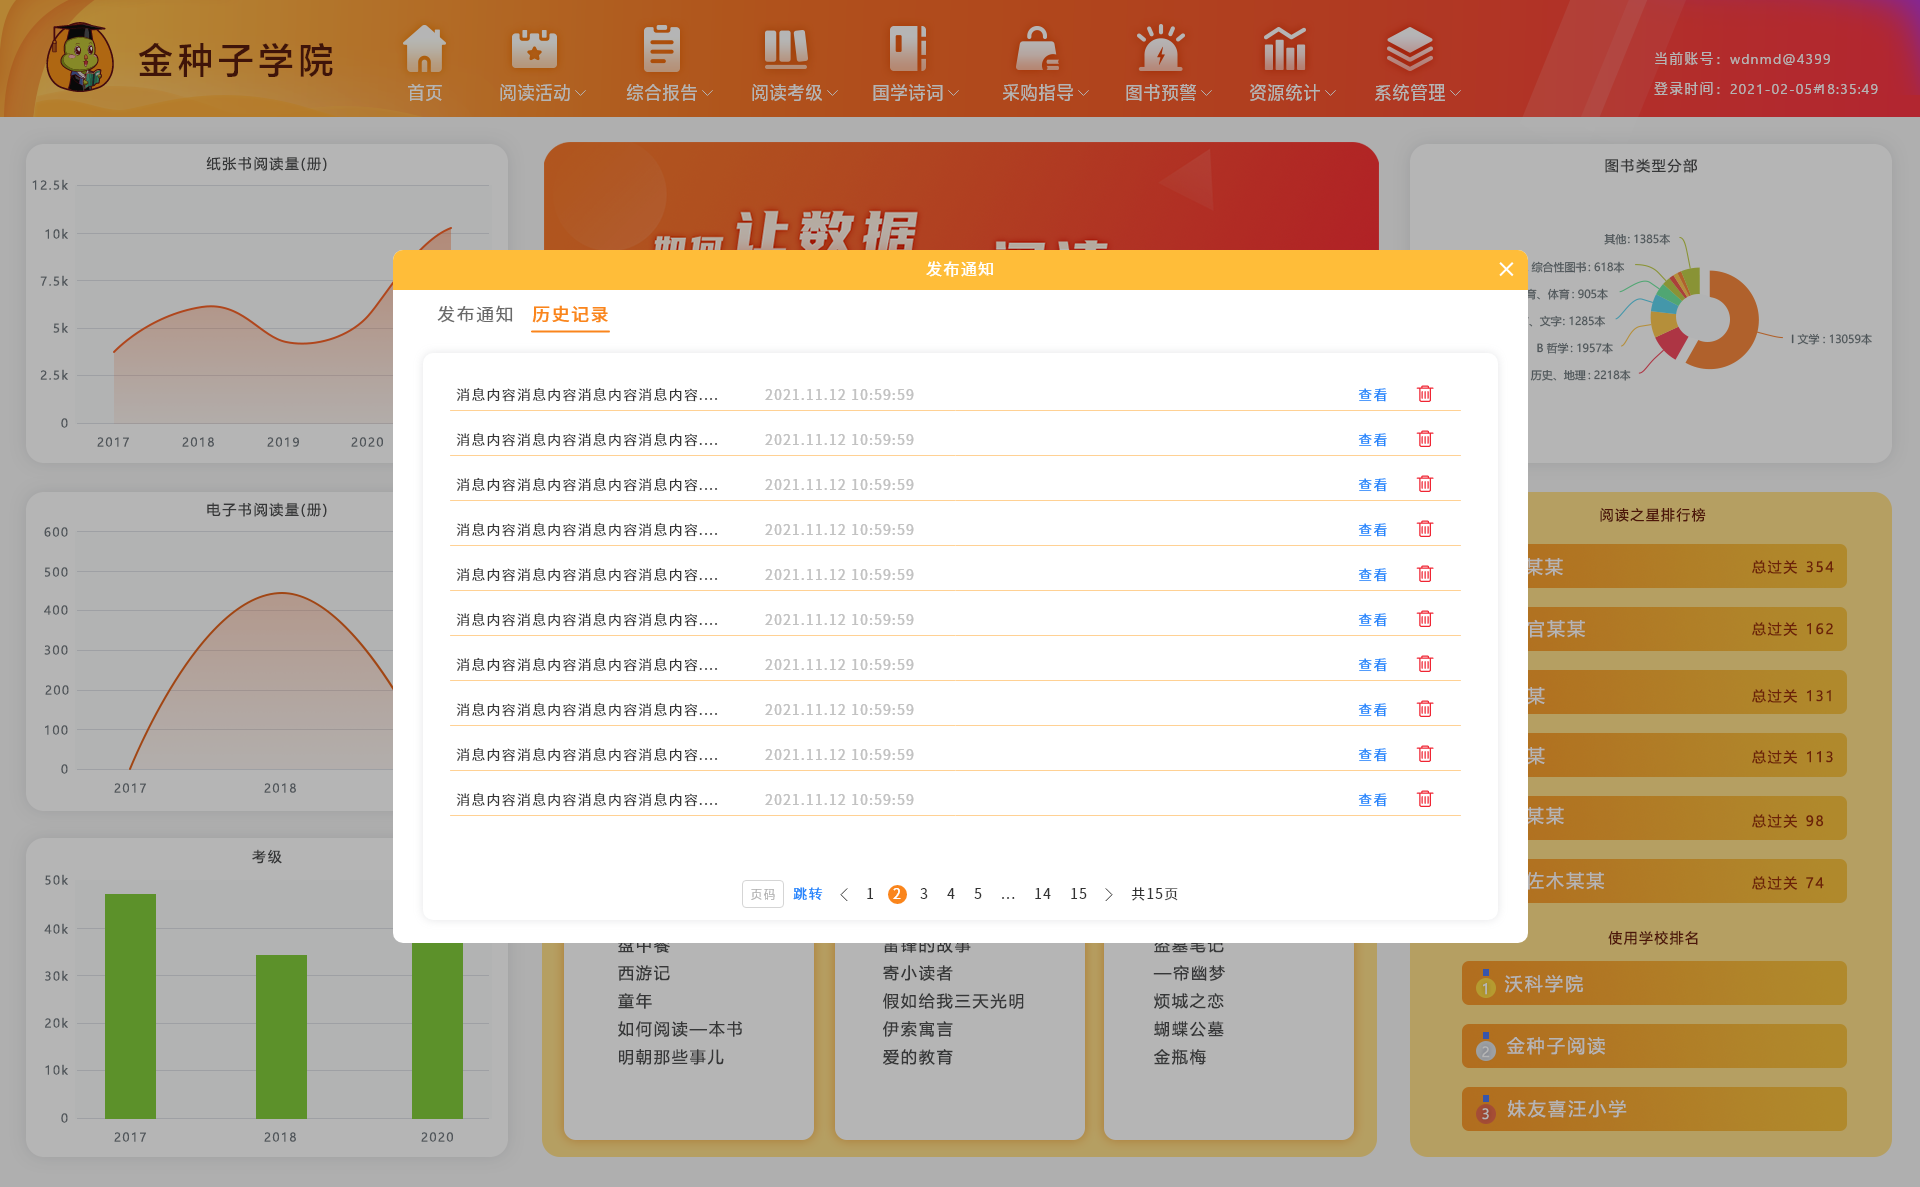 金种子学院
首页
阅读活动
综合报告
阅读考级
国学诗词
采购指导
图书预警
资源统计
系统管理
当前账号：wdnmd@4399
登录时间：2021-02-05#18:35:49
纸张书阅读量(册)
12.5k
10k
7.5k
5k
2.5k
0
2017 2018 2019 2020
电子书阅读量(册)
600
500
400
300
200
100
0
2017 2018
考级
50k
40k
30k
20k
10k
0
2017 2018 2020
如何让数据
阅读
发布通知
发布通知 历史记录
消息内容消息内容消息内容消息内容.... 2021.11.12 10:59:59 查看
消息内容消息内容消息内容消息内容.... 2021.11.12 10:59:59 查看
消息内容消息内容消息内容消息内容.... 2021.11.12 10:59:59 查看
消息内容消息内容消息内容消息内容.... 2021.11.12 10:59:59 查看
消息内容消息内容消息内容消息内容.... 2021.11.12 10:59:59 查看
消息内容消息内容消息内容消息内容.... 2021.11.12 10:59:59 查看
消息内容消息内容消息内容消息内容.... 2021.11.12 10:59:59 查看
消息内容消息内容消息内容消息内容.... 2021.11.12 10:59:59 查看
消息内容消息内容消息内容消息内容.... 2021.11.12 10:59:59 查看
消息内容消息内容消息内容消息内容.... 2021.11.12 10:59:59 查看
页码 跳转 < 1 2 3 4 5 ... 14 15 > 共15页
盘中餐
西游记
童年
如何阅读一本书
明朝那些事儿
雷锋的故事
寄小读者
假如给我三天光明
伊索寓言
爱的教育
盗墓笔记
一帘幽梦
烦城之恋
蝴蝶公墓
金瓶梅
图书类型分部
其他: 1385本
综合性图书: 618本
育、体育: 905本
、文字: 1285本
B 哲学: 1957本
历史、地理: 2218本
I 文学: 13059本
阅读之星排行榜
某某 总过关 354
官某某 总过关 162
某 总过关 131
某 总过关 113
某某 总过关 98
佐木某某 总过关 74
使用学校排名
1 沃科学院
2 金种子阅读
3 妹友喜汪小学